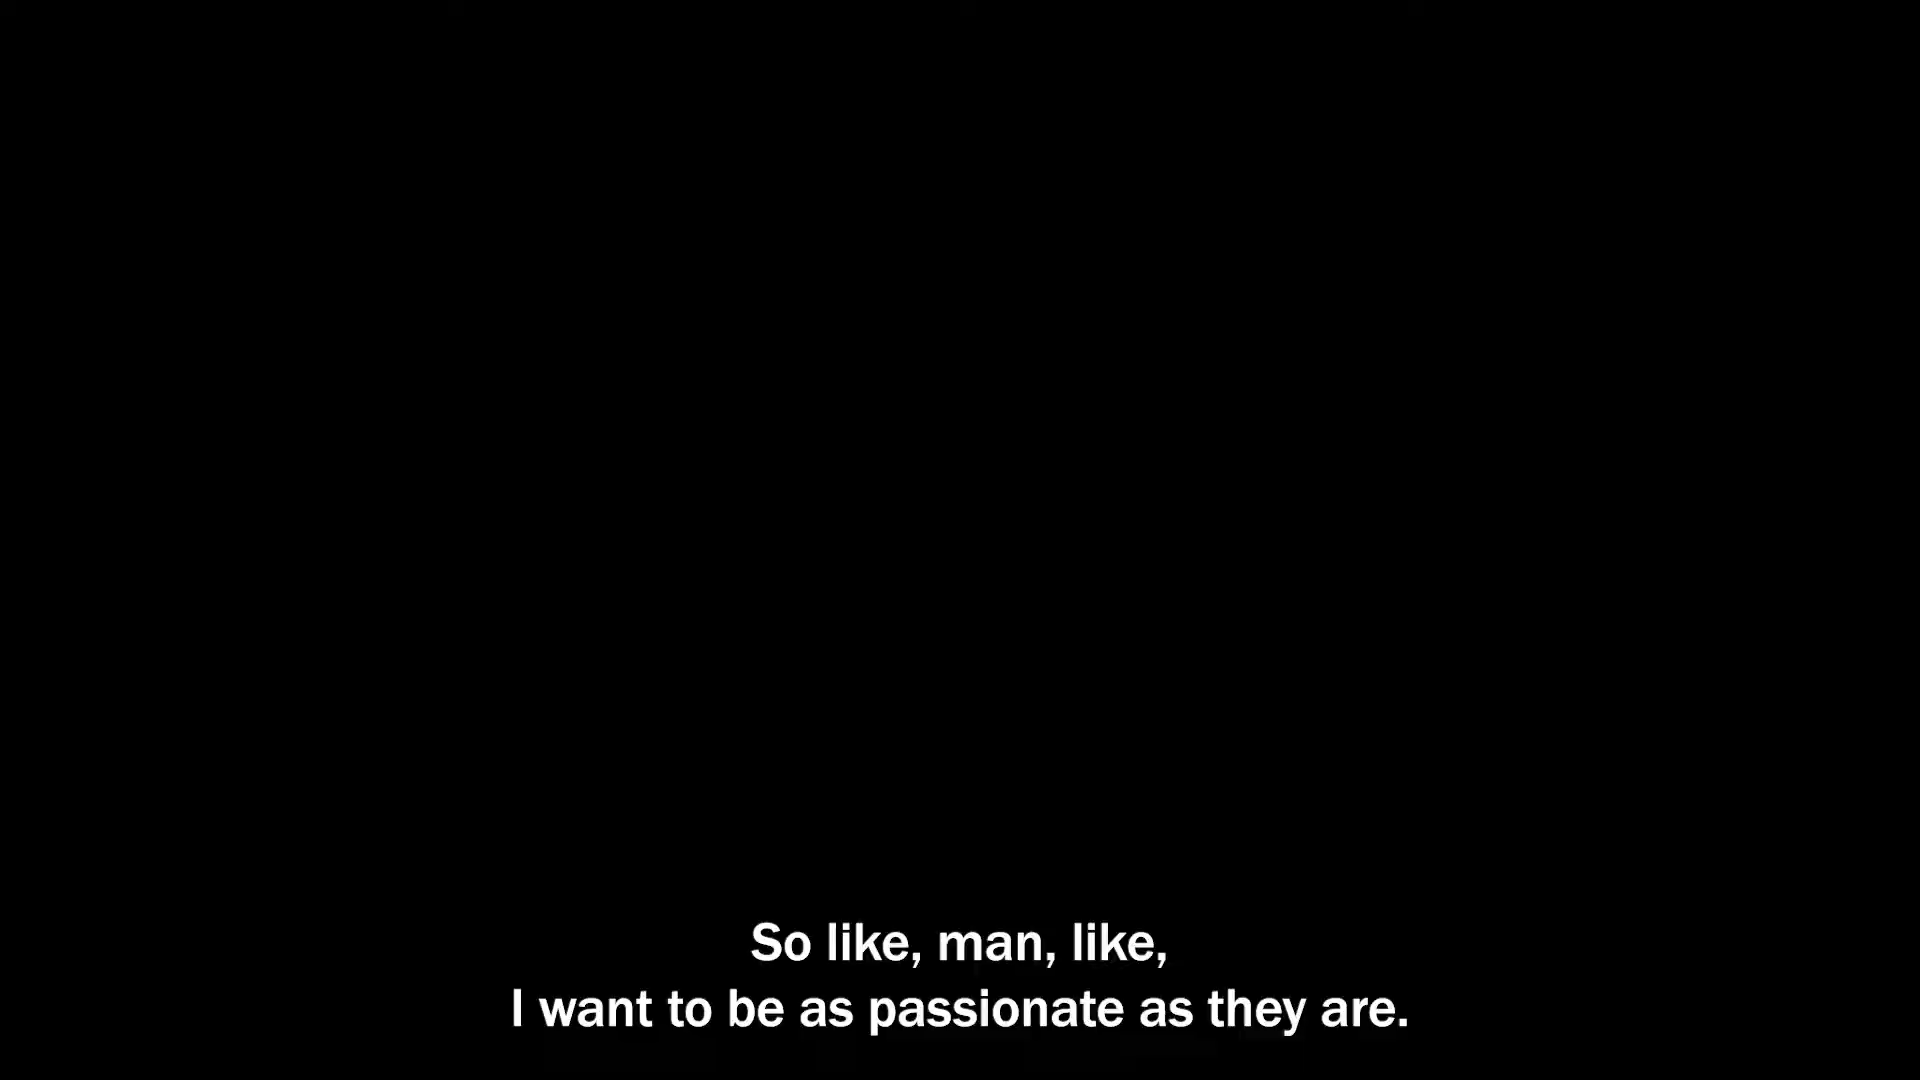 So like, man, like,
I want to be as passionate as they are.